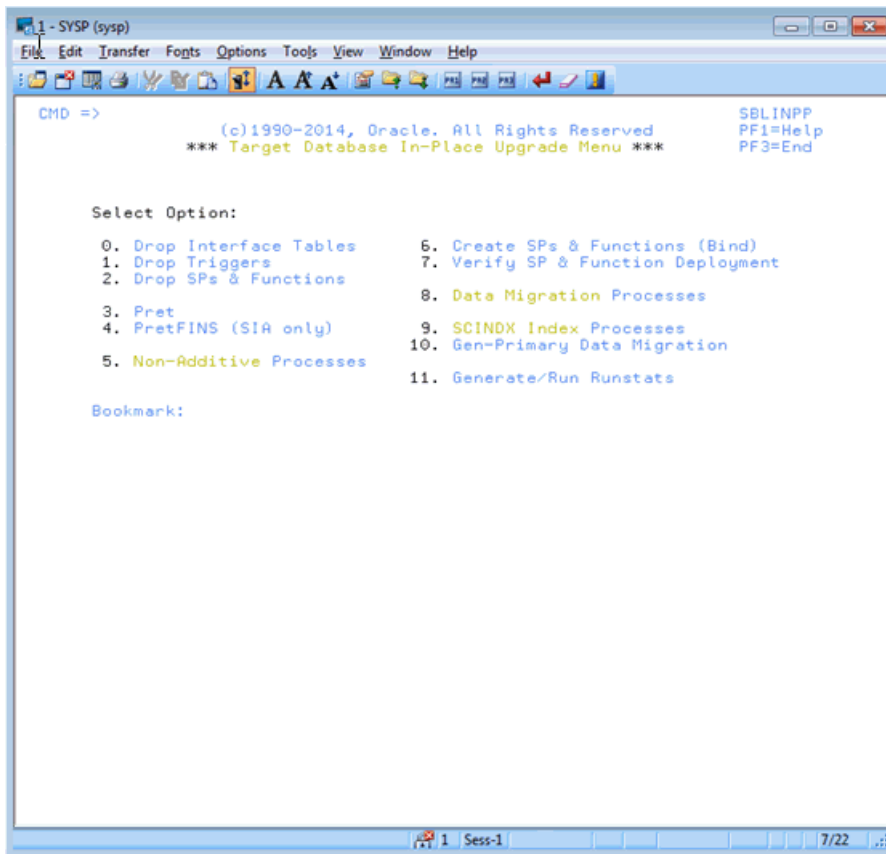 1 - SYSP (sysp)
File Edit Transfer Fonts Options Tools View Window Help
PR1 PR2 PR3
CMD => SBLINPP
(c)1990-2014, Oracle. All Rights Reserved PF1=Help
*** Target Database In-Place Upgrade Menu *** PF3=End
Select Option:
0. Drop Interface Tables 6. Create SPs & Functions (Bind)
1. Drop Triggers 7. Verify SP & Function Deployment
2. Drop SPs & Functions
8. Data Migration Processes
3. Pret
4. PretFINS (SIA only) 9. SCINDX Index Processes
10. Gen-Primary Data Migration
5. Non-Additive Processes
11. Generate/Run Runstats
Bookmark:
1 Sess-1 7/22